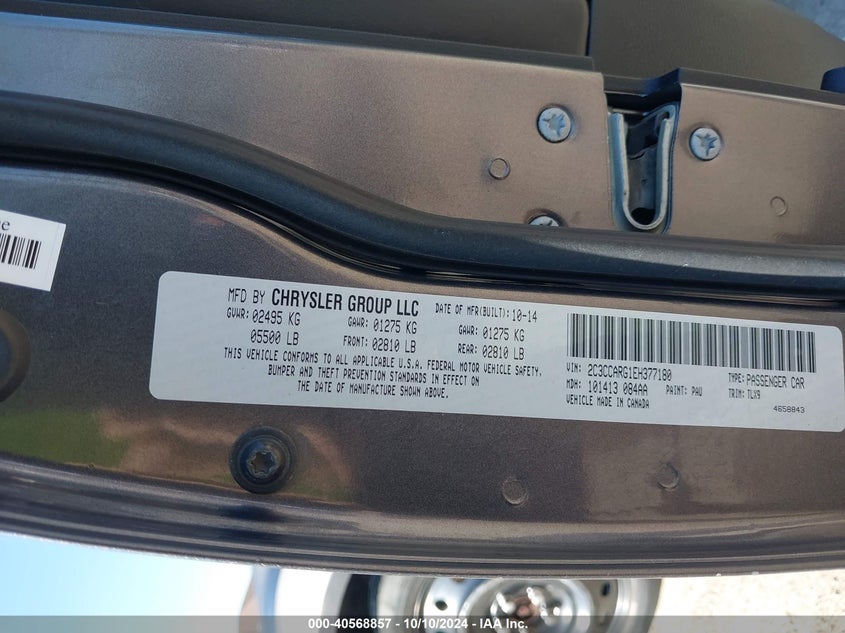 MFD BY CHRYSLER GROUP LLC DATE OF MFR(BUILT): 10-14
GVWR: 02495 KG GAWR: 01275 KG GAWR: 01275 KG
05500 LB FRONT: 02810 LB REAR: 02810 LB
THIS VEHICLE CONFORMS TO ALL APPLICABLE U.S.A. FEDERAL MOTOR VEHICLE SAFETY,
BUMPER AND THEFT PREVENTION STANDARDS IN EFFECT ON
THE DATE OF MANUFACTURE SHOWN ABOVE.
VIN: 2C3CCARG1EH377180 TYPE: PASSENGER CAR
MDH: 101413 084AA PAINT: PAU TRIM: TLX9
VEHICLE MADE IN CANADA 4658843
000-40568857 - 10/10/2024 - IAA Inc.